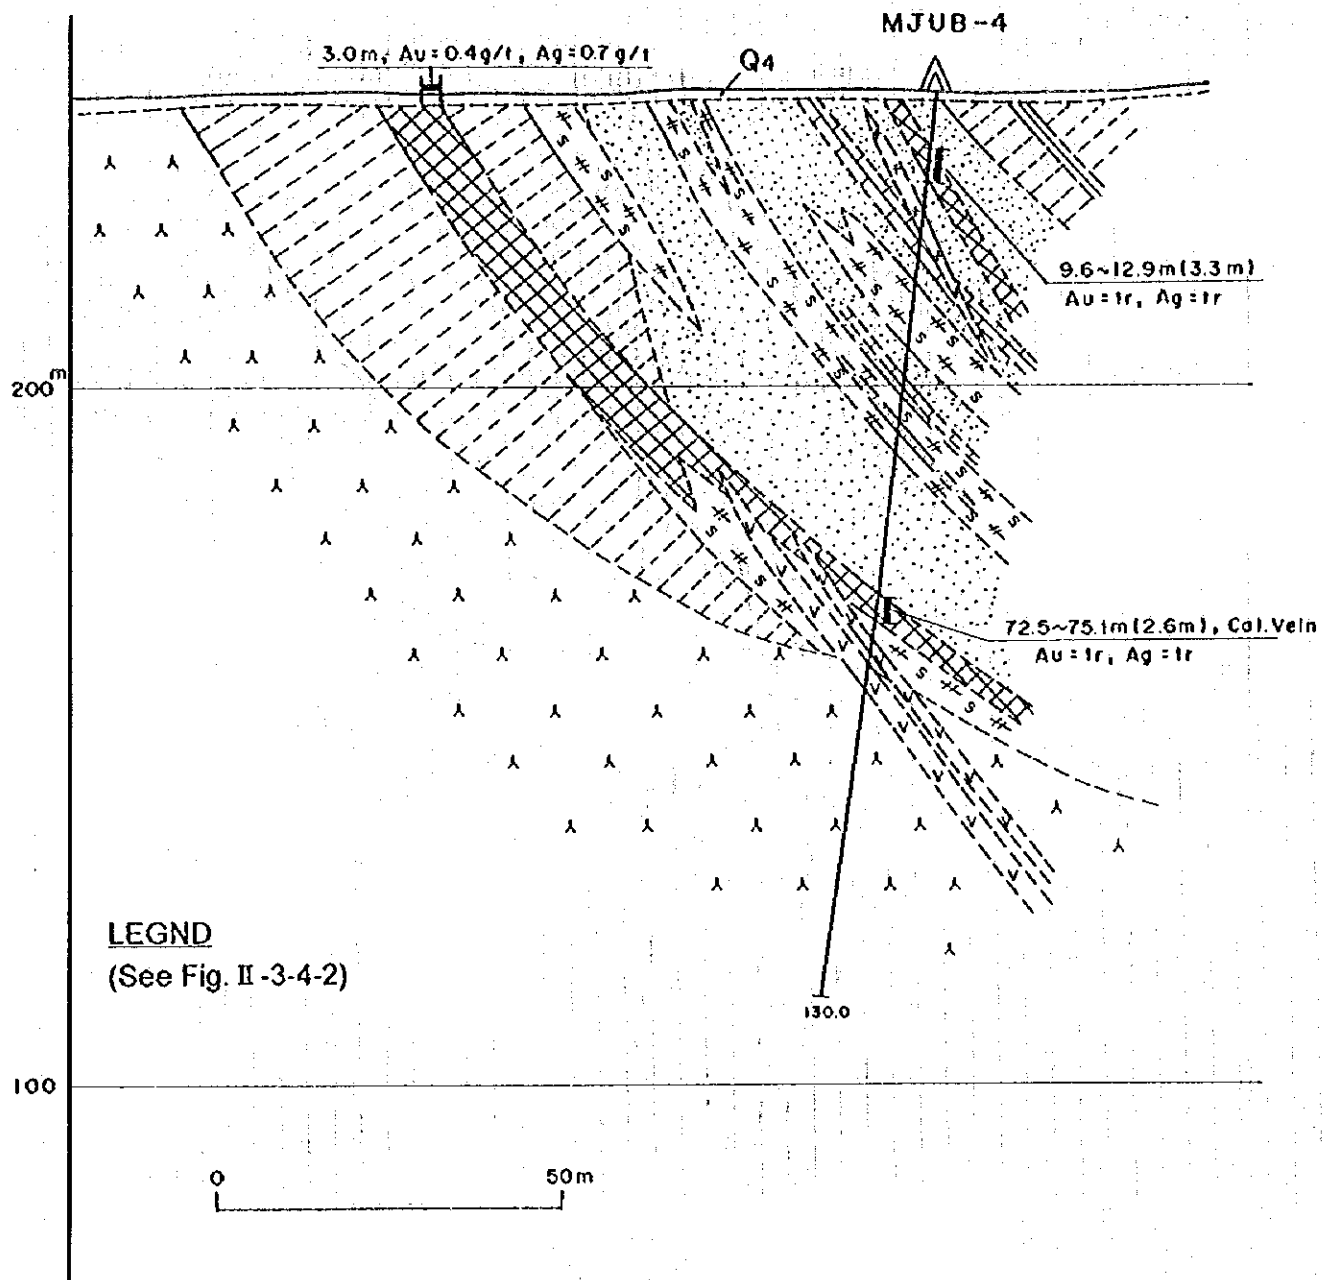 MJUB-4
3.0m, Au=0.4g/t, Ag=0.7g/t
Q4
9.6~12.9m(3.3m)
Au=tr, Ag=tr
200m
72.5~75.1m(2.6m), Cal.Vein
Au=tr, Ag=tr
LEGND
(See Fig. II-3-4-2)
130.0
100
0 50m